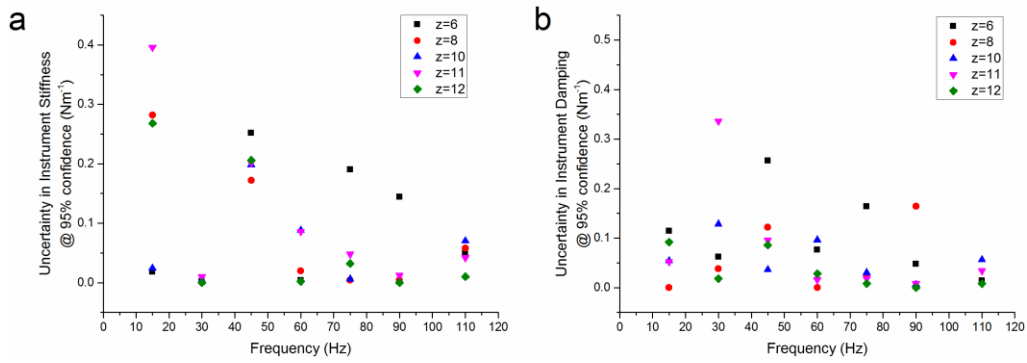 a
Uncertainty in Instrument Stiffness
@ 95% confidence (Nm⁻¹)
0.4
0.3
0.2
0.1
0.0
0 10 20 30 40 50 60 70 80 90 100 110 120
Frequency (Hz)
z=6
z=8
z=10
z=11
z=12
b
Uncertainty in Instrument Damping
@ 95% confidence (Nm⁻¹)
0.5
0.4
0.3
0.2
0.1
0.0
0 10 20 30 40 50 60 70 80 90 100 110 120
Frequency (Hz)
z=6
z=8
z=10
z=11
z=12